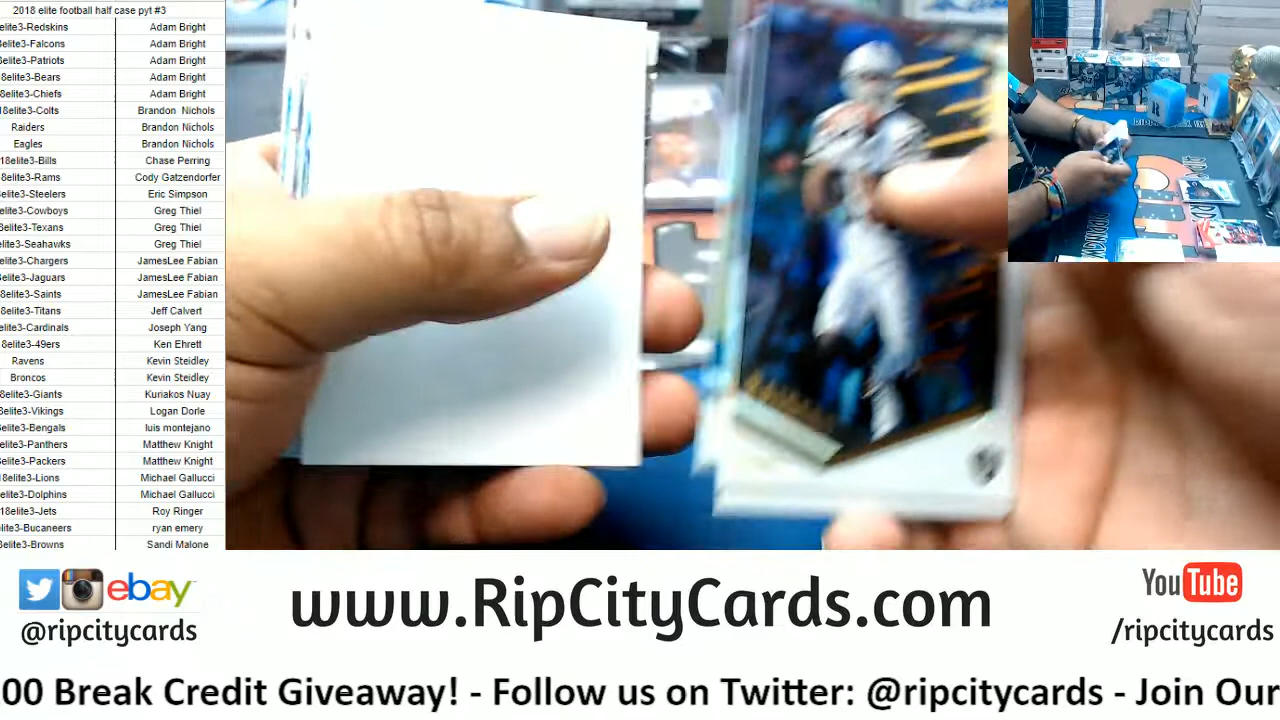 2018 elite football half case pyt #3
elite3-Redskins Adam Bright
elite3-Falcons Adam Bright
elite3-Patriots Adam Bright
8elite3-Bears Adam Bright
8elite3-Chiefs Adam Bright
18elite3-Colts Brandon Nichols
Raiders Brandon Nichols
Eagles Brandon Nichols
18elite3-Bills Chase Perring
18elite3-Rams Cody Gatzendorfer
elite3-Steelers Eric Simpson
elite3-Cowboys Greg Thiel
8elite3-Texans Greg Thiel
elite3-Seahawks Greg Thiel
elite3-Chargers JamesLee Fabian
elite3-Jaguars JamesLee Fabian
8elite3-Saints JamesLee Fabian
8elite3-Titans Jeff Calvert
elite3-Cardinals Joseph Yang
8elite3-49ers Ken Ehrett
Ravens Kevin Steidley
Broncos Kevin Steidley
8elite3-Giants Kuriakos Nuay
elite3-Vikings Logan Dorle
elite3-Bengals luis montejano
elite3-Panthers Matthew Knight
elite3-Packers Matthew Knight
18elite3-Lions Michael Gallucci
elite3-Dolphins Michael Gallucci
18elite3-Jets Roy Ringer
elite3-Bucaneers ryan emery
8elite3-Browns Sandi Malone
ebay
@ripcitycards
www.RipCityCards.com
YouTube
/ripcitycards
00 Break Credit Giveaway! - Follow us on Twitter: @ripcitycards - Join Our